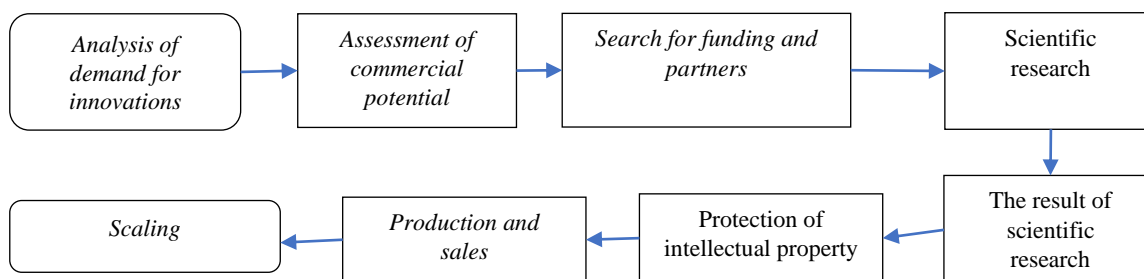 Analysis of
demand for
innovations
Assessment of
commercial
potential
Search for funding and
partners
Scientific
research
The result of
scientific
research
Protection of
intellectual property
Production and
sales
Scaling